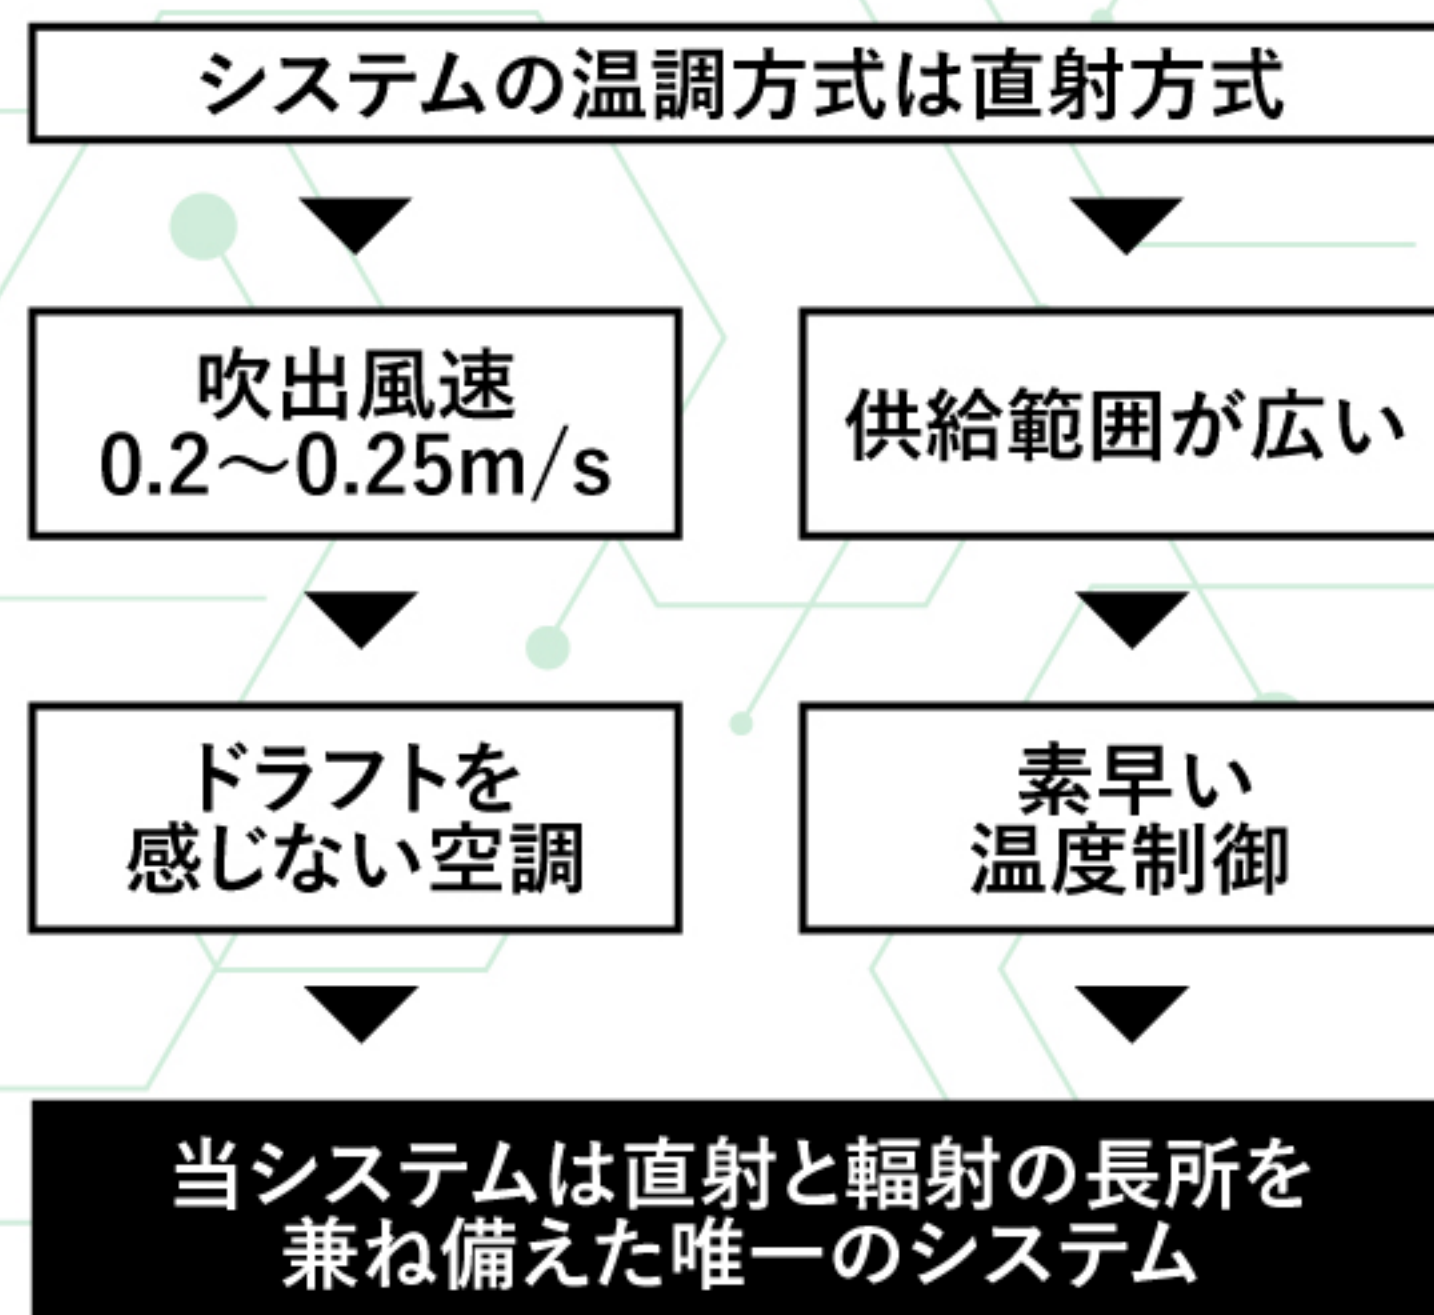 システムの温調方式は直射方式
吹出風速
0.2〜0.25m/s
供給範囲が広い
ドラフトを
感じない空調
素早い
温度制御
当システムは直射と輻射の長所を
兼ね備えた唯一のシステム